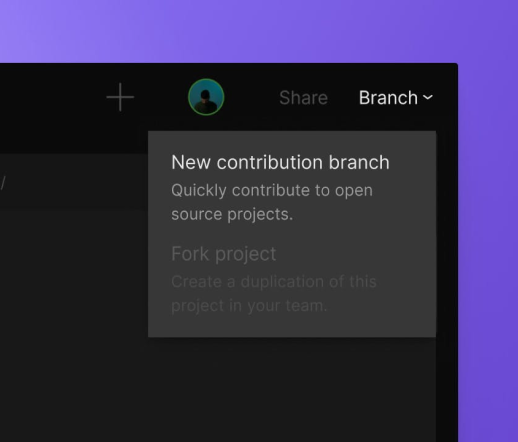 Share Branch
/
New contribution branch
Quickly contribute to open
source projects.
Fork project
Create a duplication of this
project in your team.